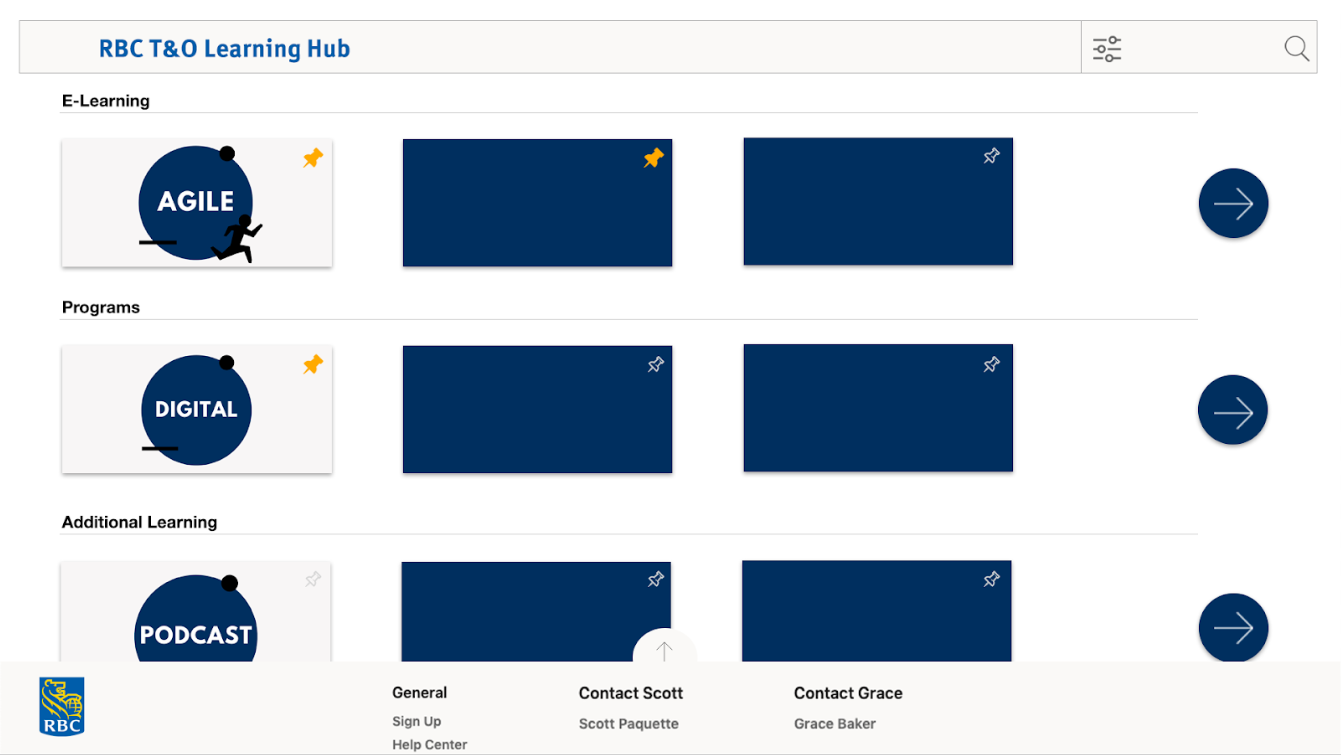 RBC T&O Learning Hub
E-Learning
AGILE
Programs
DIGITAL
Additional Learning
PODCAST
RBC
General
Sign Up
Help Center
Contact Scott
Scott Paquette
Contact Grace
Grace Baker